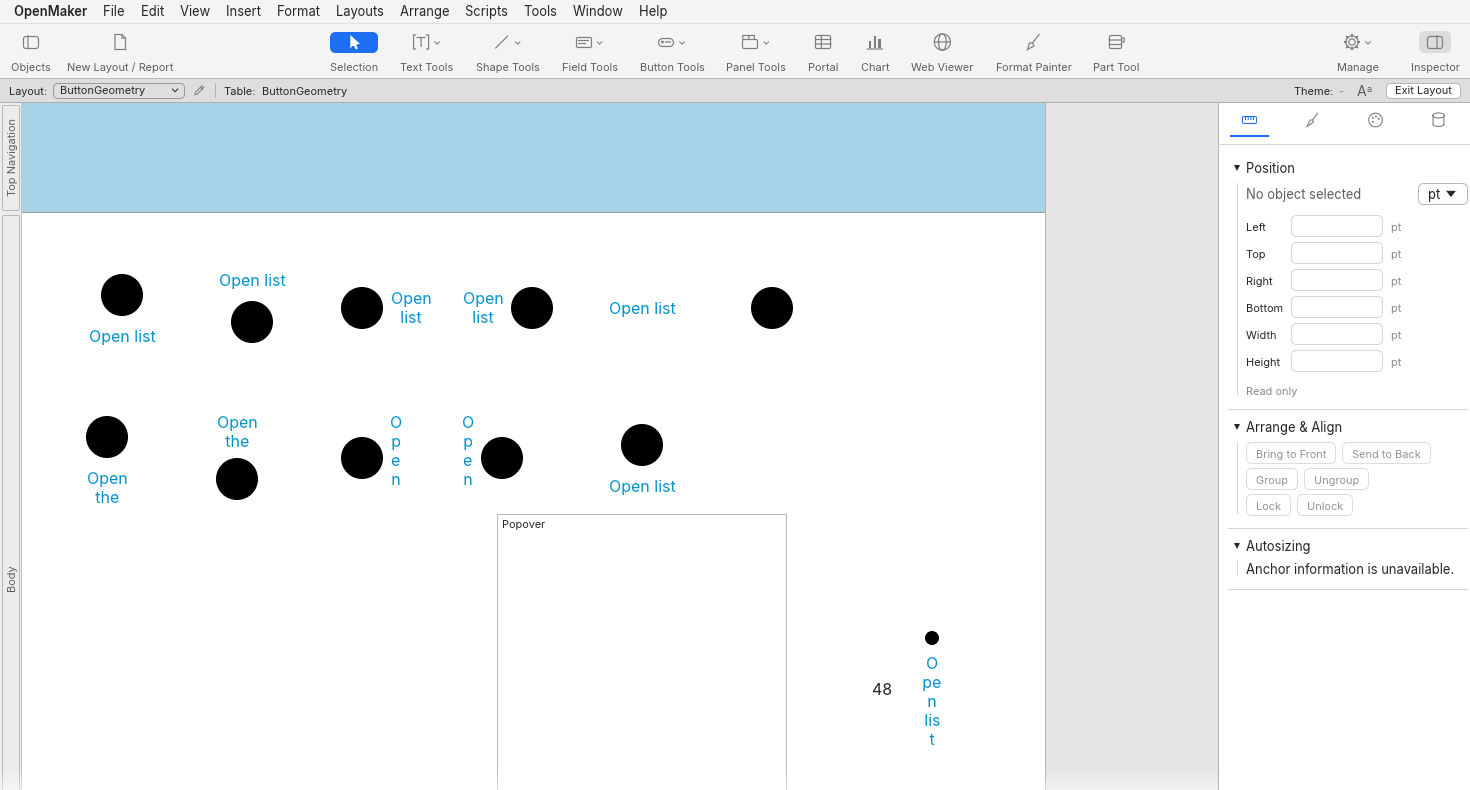 OpenMaker File Edit View Insert Format Layouts Arrange Scripts Tools Window Help
Objects New Layout / Report Selection Text Tools Shape Tools Field Tools Button Tools Panel Tools Portal Chart Web Viewer Format Painter Part Tool Manage Inspector
Layout: ButtonGeometry Table: ButtonGeometry Theme: - Aa Exit Layout
Top Navigation
Body
Open list
Open list
Open
list
Open
list
Open list
Open
the
Open
the
O
p
e
n
O
p
e
n
Open list
Popover
48
O
pe
n
lis
t
Position
No object selected pt
Left pt
Top pt
Right pt
Bottom pt
Width pt
Height pt
Read only
Arrange & Align
Bring to Front Send to Back
Group Ungroup
Lock Unlock
Autosizing
Anchor information is unavailable.